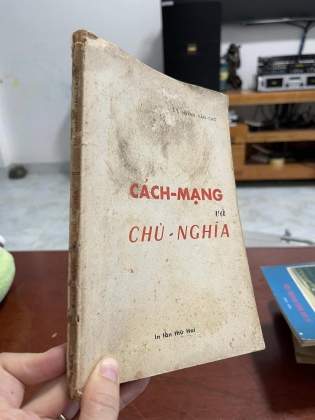 CÁCH-MẠNG
và
CHỦ-NGHĨA
In lần thứ Hai